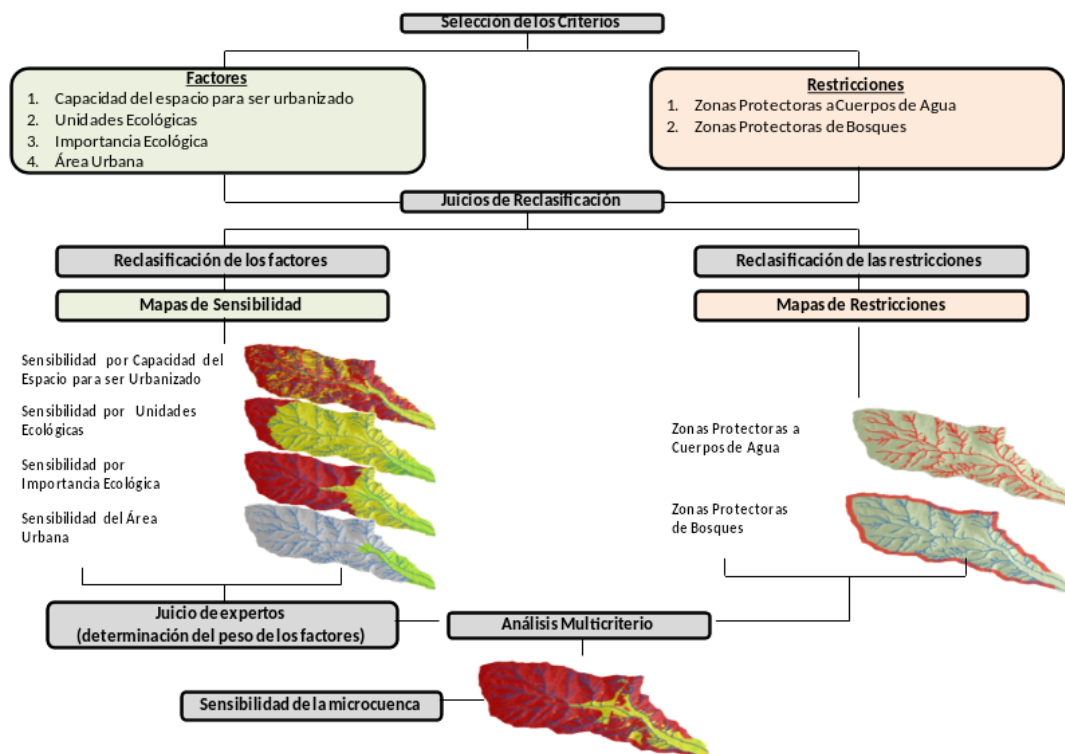 Selección de los Criterios
Factores
1. Capacidad del espacio para ser urbanizado
2. Unidades Ecológicas
3. Importancia Ecológica
4. Área Urbana
Restricciones
1. Zonas Protectoras a Cuerpos de Agua
2. Zonas Protectoras de Bosques
Juicios de Reclasificación
Reclasificación de los factores
Reclasificación de las restricciones
Mapas de Sensibilidad
Mapas de Restricciones
Sensibilidad por Capacidad del
Espacio para ser Urbanizado
Sensibilidad por Unidades
Ecológicas
Sensibilidad por
Importancia Ecológica
Sensibilidad del Área
Urbana
Zonas Protectoras a
Cuerpos de Agua
Zonas Protectoras
de Bosques
Juicio de expertos
(determinación del peso de los factores)
Análisis Multicriterio
Sensibilidad de la microcuenca